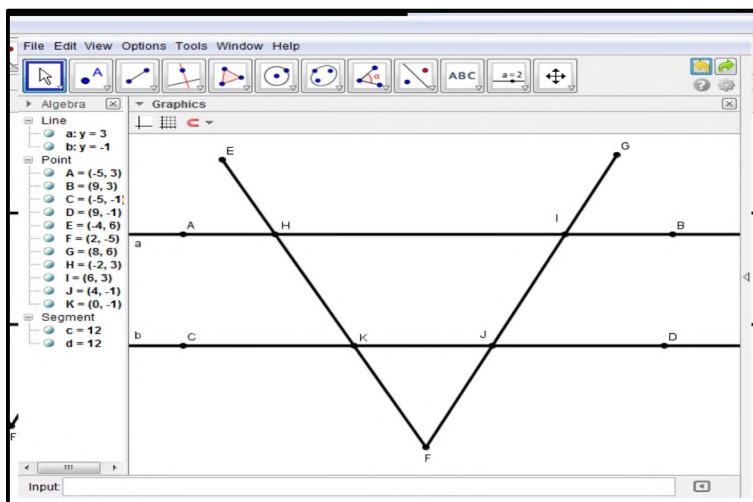 File Edit View Options Tools Window Help
A
α
ABC
a=2
Algebra
Graphics
Line
a: y = 3
b: y = -1
Point
A = (-5, 3)
B = (9, 3)
C = (-5, -1)
D = (9, -1)
E = (-4, 6)
F = (2, -5)
G = (8, 6)
H = (-2, 3)
I = (6, 3)
J = (4, -1)
K = (0, -1)
Segment
c = 12
d = 12
E
G
A
H
I
B
a
b
C
K
J
D
F
F
Input: